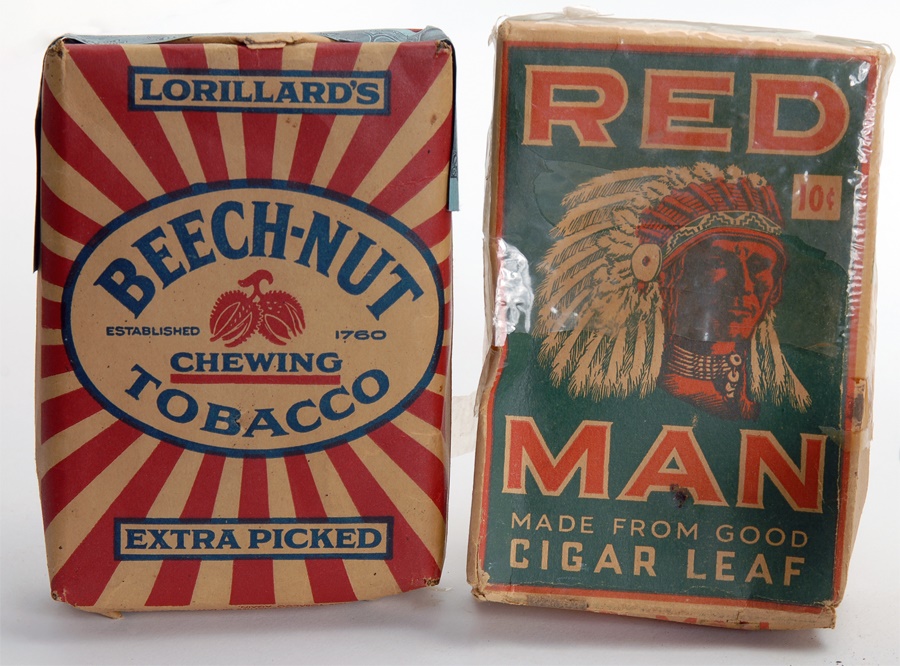 LORILLARD'S
BEECH-NUT
ESTABLISHED 1760
CHEWING
TOBACCO
EXTRA PICKED
RED
10¢
MAN
MADE FROM GOOD
CIGAR LEAF